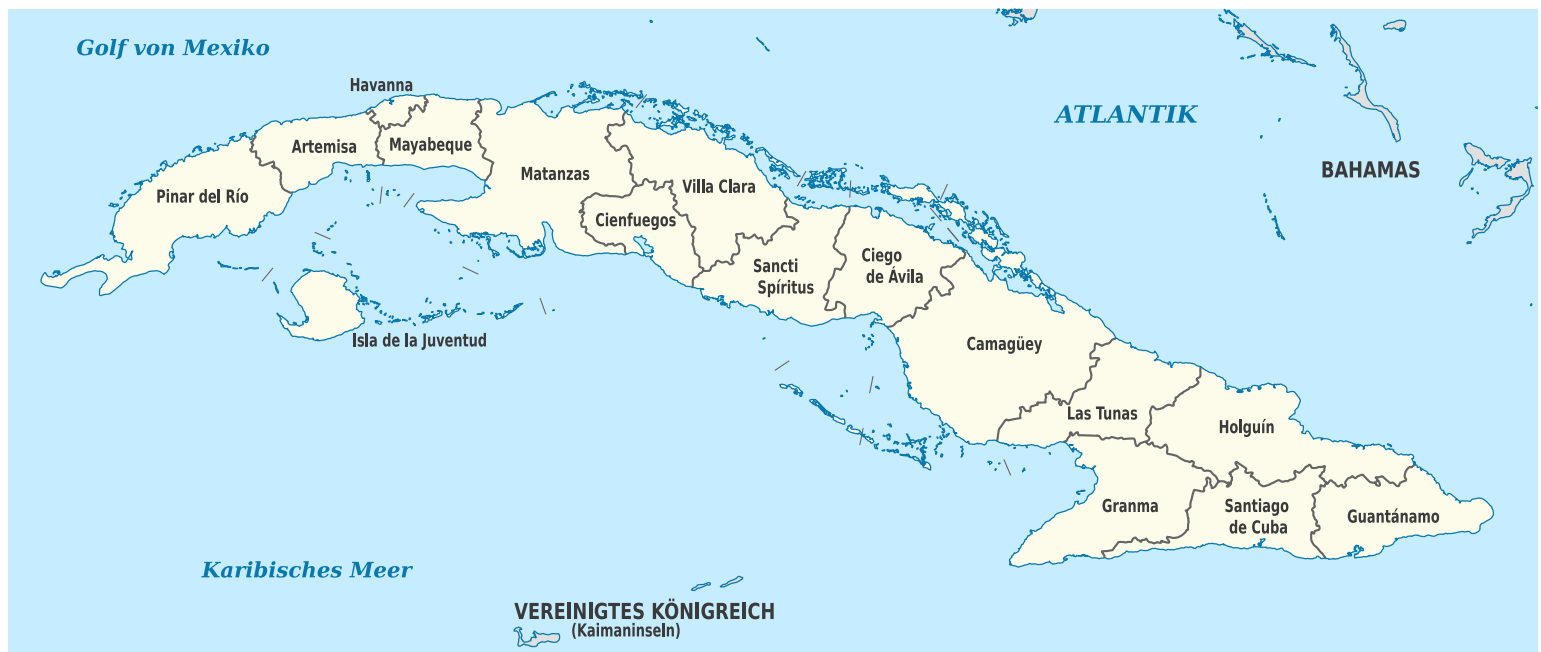 Golf von Mexiko
Havanna
ATLANTIK
Artemisa
Mayabeque
BAHAMAS
Matanzas
Villa Clara
Pinar del Río
Cienfuegos
Ciego
de Ávila
Sancti
Spíritus
Isla de la Juventud
Camagüey
Las Tunas
Holguín
Granma
Santiago
de Cuba
Guantánamo
Karibisches Meer
VEREINIGTES KÖNIGREICH
(Kaimaninseln)